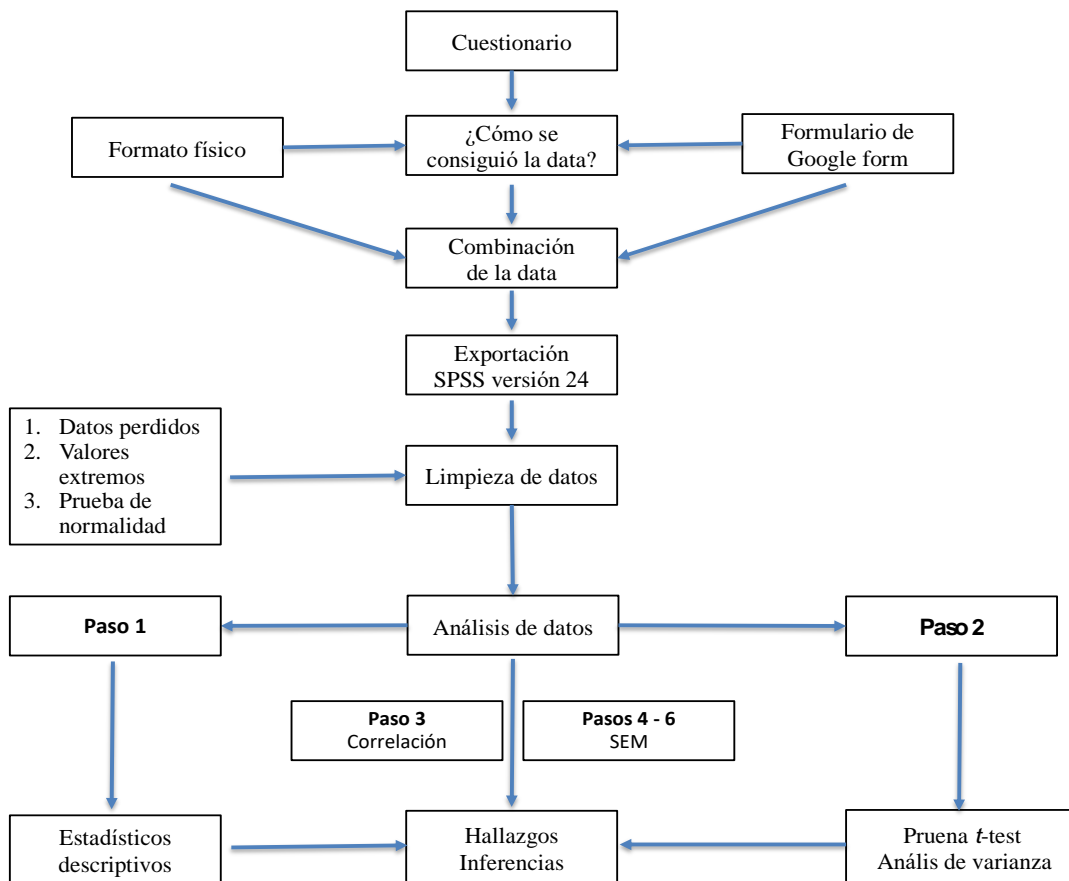 Cuestionario
Formato físico
¿Cómo se
consiguió la data?
Formulario de
Google form
Combinación
de la data
Exportación
SPSS versión 24
1. Datos perdidos
2. Valores
extremos
3. Prueba de
normalidad
Limpieza de datos
Paso 1
Análisis de datos
Paso 2
Paso 3
Correlación
Pasos 4 - 6
SEM
Estadísticos
descriptivos
Hallazgos
Inferencias
Pruena t-test
Anális de varianza